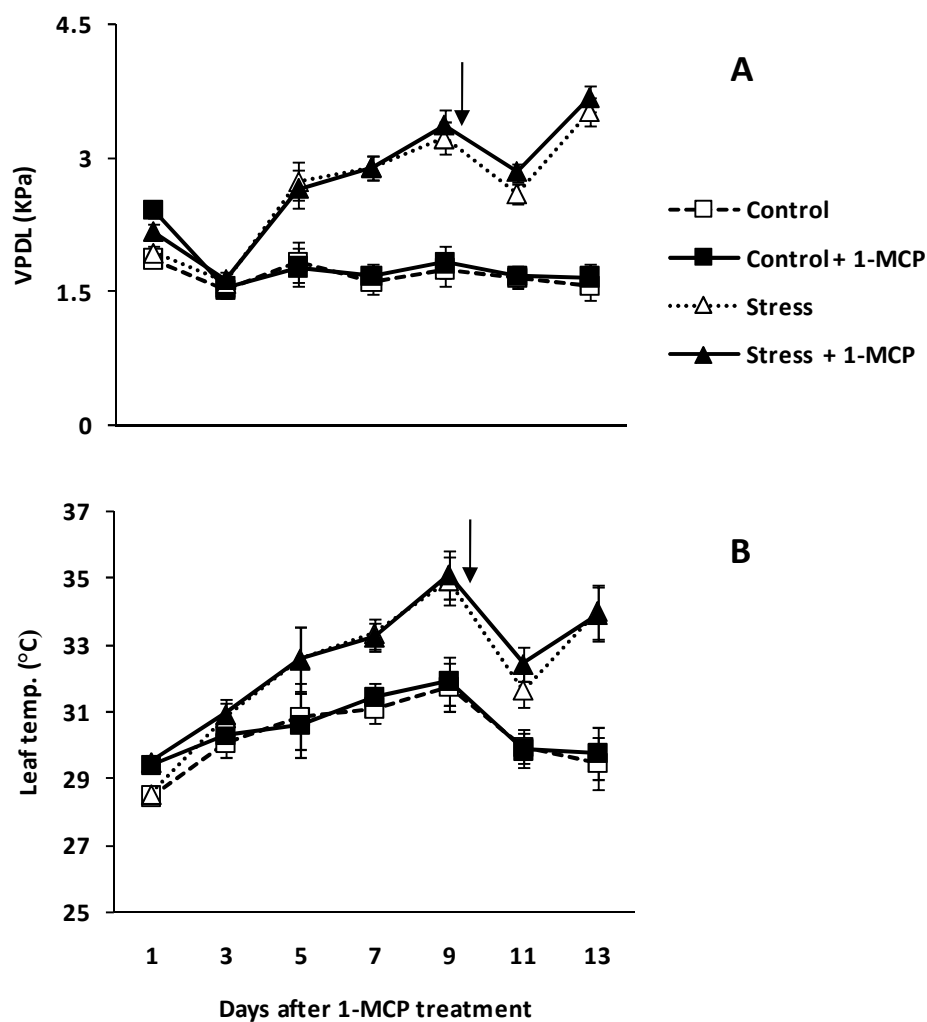 4.5
3
1.5
0
VPDL (KPa)
A
Control
Control + 1-MCP
Stress
Stress + 1-MCP
37
35
33
31
29
27
25
Leaf temp. (°C)
B
1 3 5 7 9 11 13
Days after 1-MCP treatment